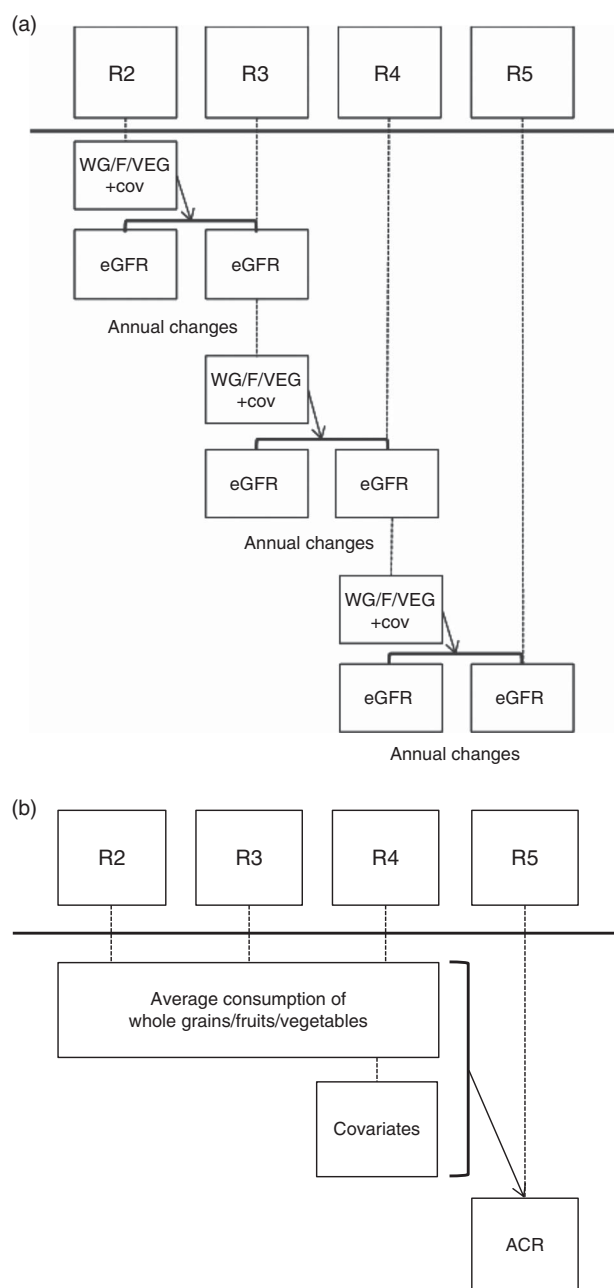 (a)
R2 R3 R4 R5
WG/F/VEG
+cov
eGFR eGFR
Annual changes
WG/F/VEG
+cov
eGFR eGFR
Annual changes
WG/F/VEG
+cov
eGFR eGFR
Annual changes
(b)
R2 R3 R4 R5
Average consumption of
whole grains/fruits/vegetables
Covariates
ACR